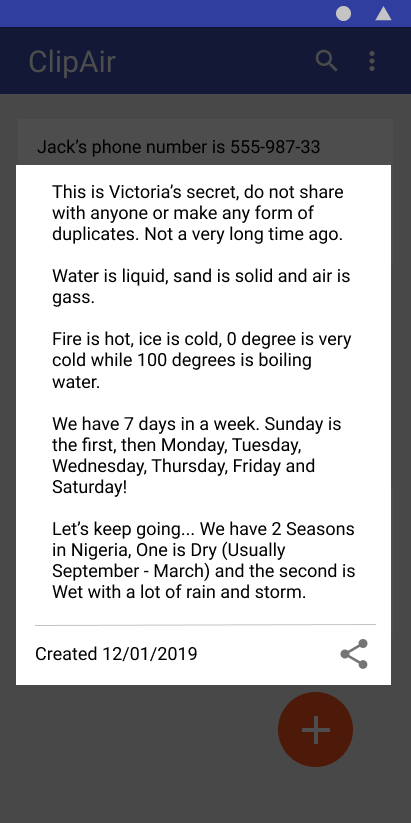 ClipAir
Jack's phone number is 555-987-33
This is Victoria's secret, do not share
with anyone or make any form of
duplicates. Not a very long time ago.
Water is liquid, sand is solid and air is
gass.
Fire is hot, ice is cold, 0 degree is very
cold while 100 degrees is boiling
water.
We have 7 days in a week. Sunday is
the first, then Monday, Tuesday,
Wednesday, Thursday, Friday and
Saturday!
Let's keep going... We have 2 Seasons
in Nigeria, One is Dry (Usually
September - March) and the second is
Wet with a lot of rain and storm.
Created 12/01/2019